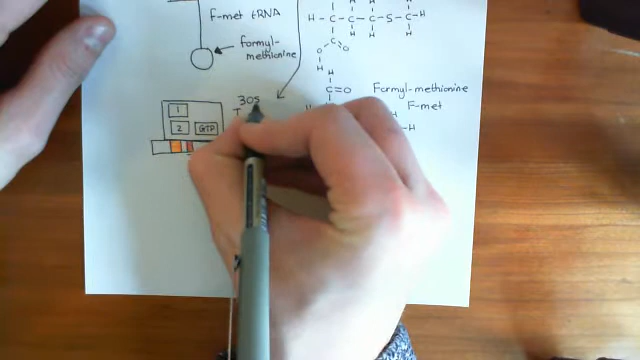 F-met tRNA
formyl-
methionine
H - C - C - C - S - C - H
H
H
H
C
O
O
H
H
C = O
Formyl-methionine
F-met
H
H
-H
30S
T
1
2
GTP